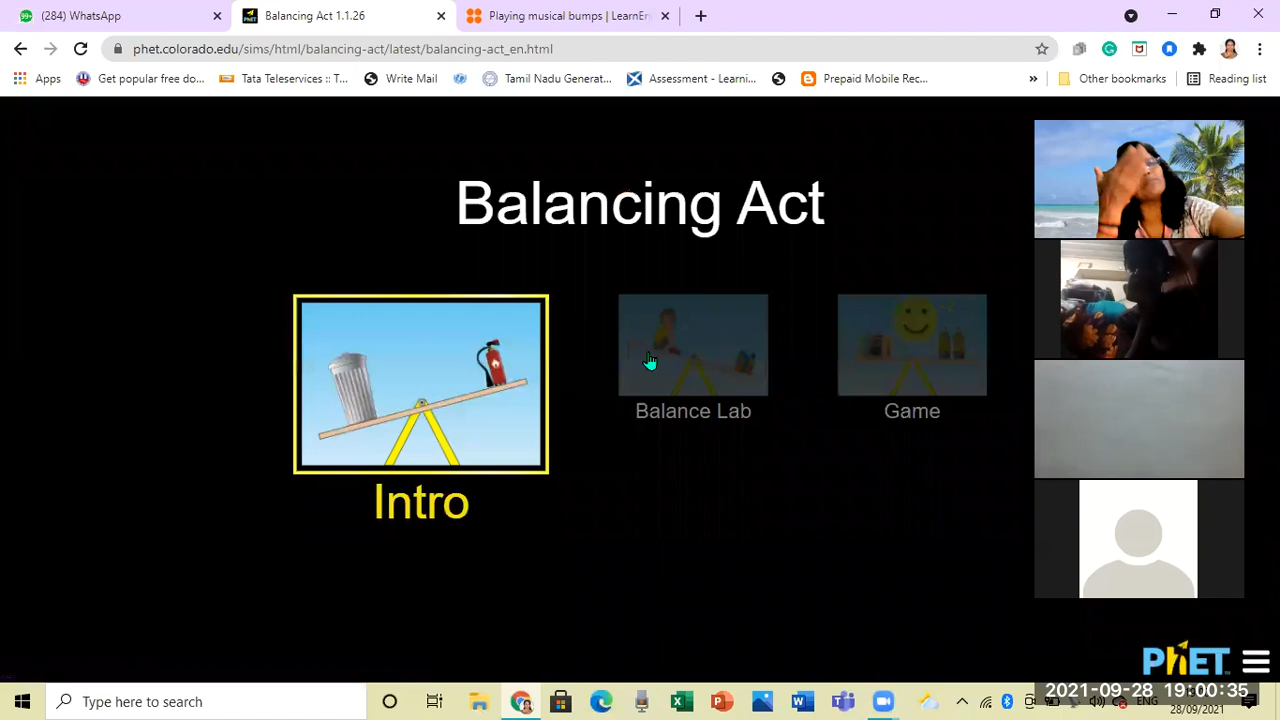 (284) WhatsApp
Balancing Act 1.1.26
Playing musical bumps | LearnEn
phet.colorado.edu/sims/html/balancing-act/latest/balancing-act_en.html
Apps
Get popular free do...
Tata Teleservices :: T...
Write Mail
Tamil Nadu Generat...
Assessment - Learni...
Prepaid Mobile Rec...
»
Other bookmarks
Reading list
Balancing Act
Intro
Balance Lab
Game
PhET
Type here to search
ENG
2021-09-28 19:00:35
28/09/2021